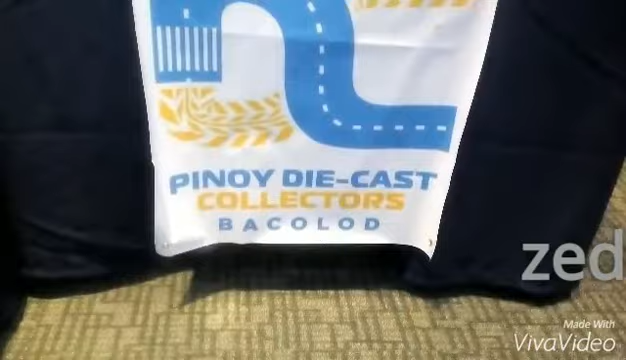 PINOY DIE-CAST
COLLECTORS
BACOLOD
zed
Made With
VivaVideo